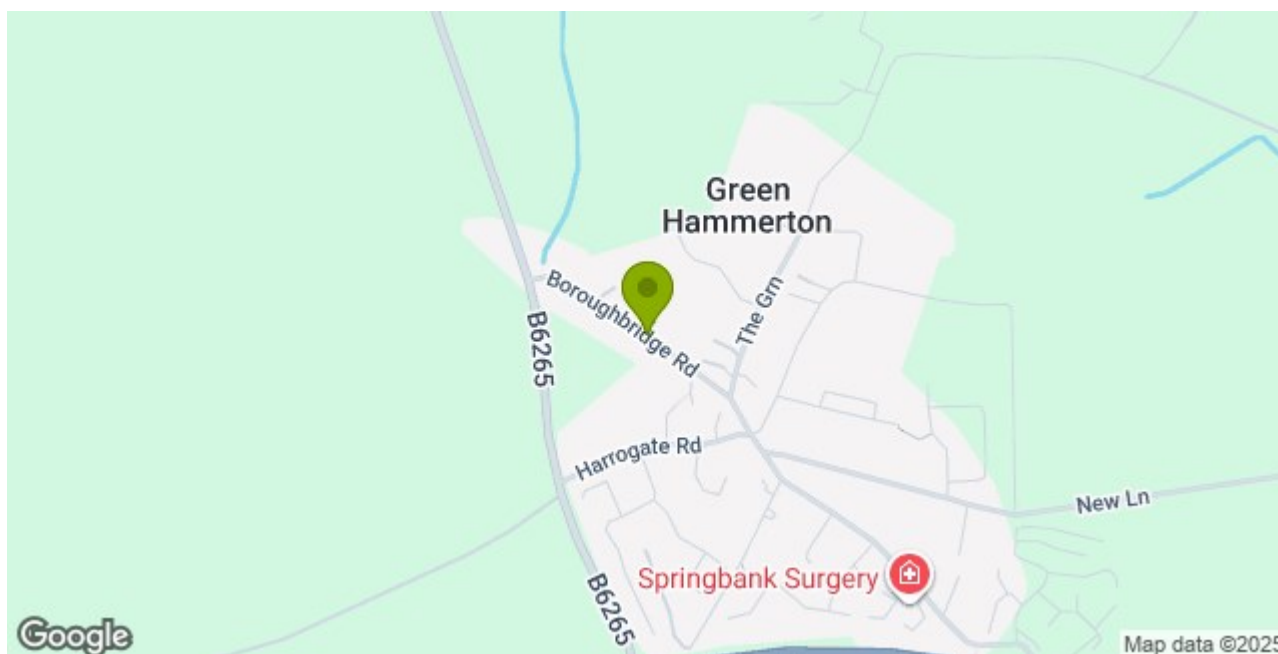 Green
Hammerton
Boroughbridge Rd
The Grn
B6265
Harrogate Rd
New Ln
Springbank Surgery
B6265
Google
Map data ©2025